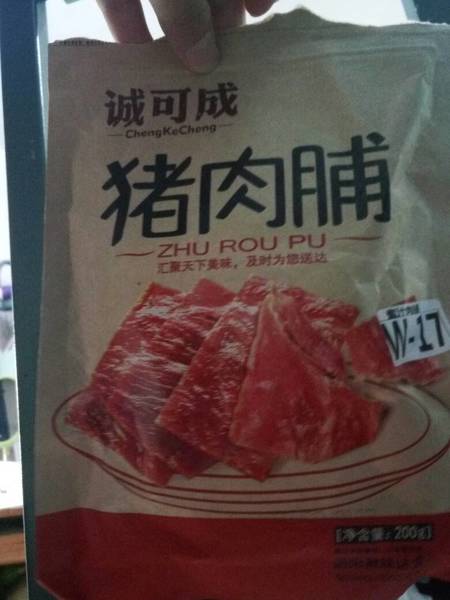 诚可成
ChengKeCheng
猪肉脯
ZHU ROU PU
汇聚天下美味，及时为您送达
W-17
[净含量: 200g]